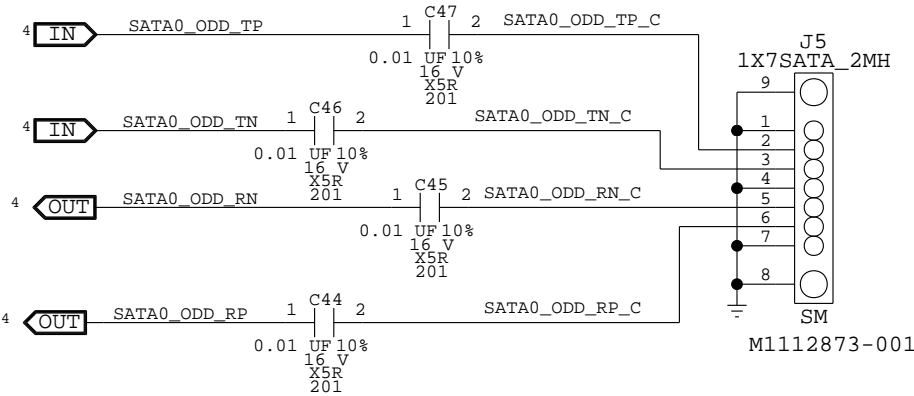 4 IN SATA0_ODD_TP 1 C47 2 SATA0_ODD_TP_C
0.01 UF 10%
16 V
X5R
201
J5
1X7SATA_2MH
9
4 IN SATA0_ODD_TN 1 C46 2 SATA0_ODD_TN_C
0.01 UF 10%
16 V
X5R
201
1
2
3
4
5
6
7
8
4 OUT SATA0_ODD_RN 1 C45 2 SATA0_ODD_RN_C
0.01 UF 10%
16 V
X5R
201
4 OUT SATA0_ODD_RP 1 C44 2 SATA0_ODD_RP_C
0.01 UF 10%
16 V
X5R
201
SM
M1112873-001